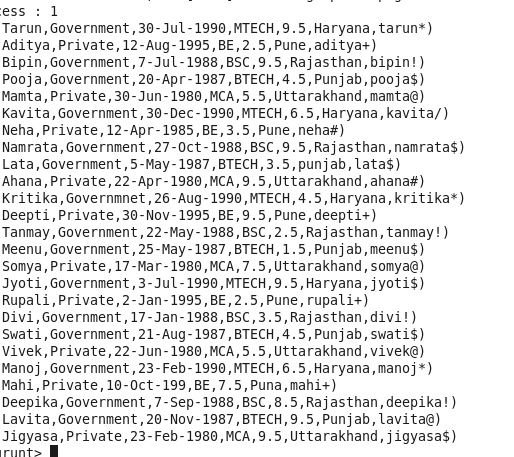 cess : 1
Tarun,Government,30-Jul-1990,MTECH,9.5,Haryana,tarun*)
Aditya,Private,12-Aug-1995,BE,2.5,Pune,aditya+)
Bipin,Government,7-Jul-1988,BSC,9.5,Rajasthan,bipin!)
Pooja,Government,20-Apr-1987,BTECH,4.5,Punjab,pooja$)
Mamta,Private,30-Jun-1980,MCA,5.5,Uttarakhand,mamta@)
Kavita,Government,30-Dec-1990,MTECH,6.5,Haryana,kavita/)
Neha,Private,12-Apr-1985,BE,3.5,Pune,neha#)
Namrata,Government,27-Oct-1988,BSC,9.5,Rajasthan,namrata$)
Lata,Government,5-May-1987,BTECH,3.5,punjab,lata$)
Ahana,Private,22-Apr-1980,MCA,9.5,Uttarakhand,ahana#)
Kritika,Governmnet,26-Aug-1990,MTECH,4.5,Haryana,kritika*)
Deepti,Private,30-Nov-1995,BE,9.5,Pune,deepti+)
Tanmay,Government,22-May-1988,BSC,2.5,Rajasthan,tanmay!)
Meenu,Government,25-May-1987,BTECH,1.5,Punjab,meenu$)
Somya,Private,17-Mar-1980,MCA,7.5,Uttarakhand,somya@)
Jyoti,Government,3-Jul-1990,MTECH,9.5,Haryana,jyoti$)
Rupali,Private,2-Jan-1995,BE,2.5,Pune,rupali+)
Divi,Government,17-Jan-1988,BSC,3.5,Rajasthan,divi!)
Swati,Government,21-Aug-1987,BTECH,4.5,Punjab,swati$)
Vivek,Private,22-Jun-1980,MCA,5.5,Uttarakhand,vivek@)
Manoj,Government,23-Feb-1990,MTECH,6.5,Haryana,manoj*)
Mahi,Private,10-Oct-199,BE,7.5,Puna,mahi+)
Deepika,Government,7-Sep-1988,BSC,8.5,Rajasthan,deepika!)
Lavita,Government,20-Nov-1987,BTECH,9.5,Punjab,lavita@)
Jigyasa,Private,23-Feb-1980,MCA,9.5,Uttarakhand,jigyasa$)
grunt>